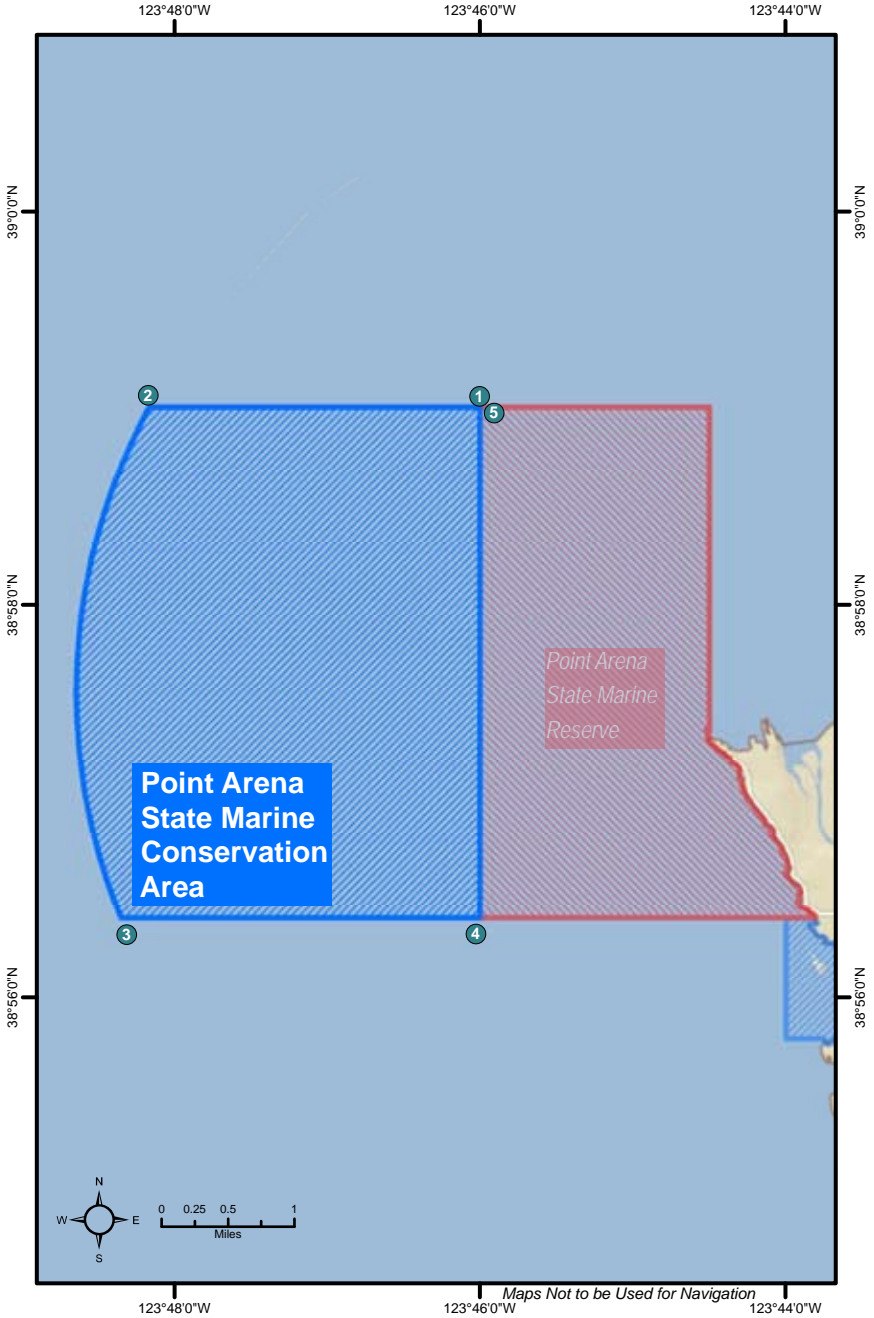 123°48'0"W 123°46'0"W 123°44'0"W
39°0'0"N 39°0'0"N
2 1
5
38°58'0"N 38°58'0"N
Point Arena
State Marine
Reserve
Point Arena
State Marine
Conservation
Area
3 4
38°56'0"N 38°56'0"N
N
W E
S
0 0.25 0.5 1
Miles
Maps Not to be Used for Navigation
123°48'0"W 123°46'0"W 123°44'0"W